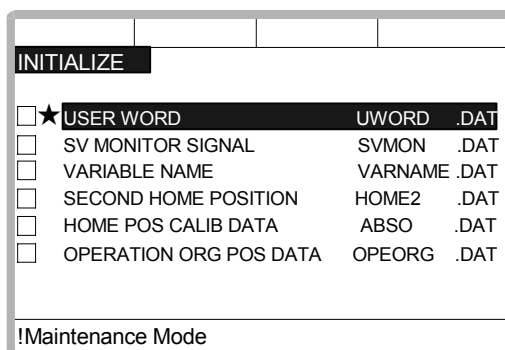 INITIALIZE
★USER WORD UWORD .DAT
SV MONITOR SIGNAL SVMON .DAT
VARIABLE NAME VARNAME .DAT
SECOND HOME POSITION HOME2 .DAT
HOME POS CALIB DATA ABSO .DAT
OPERATION ORG POS DATA OPEORG .DAT
!Maintenance Mode